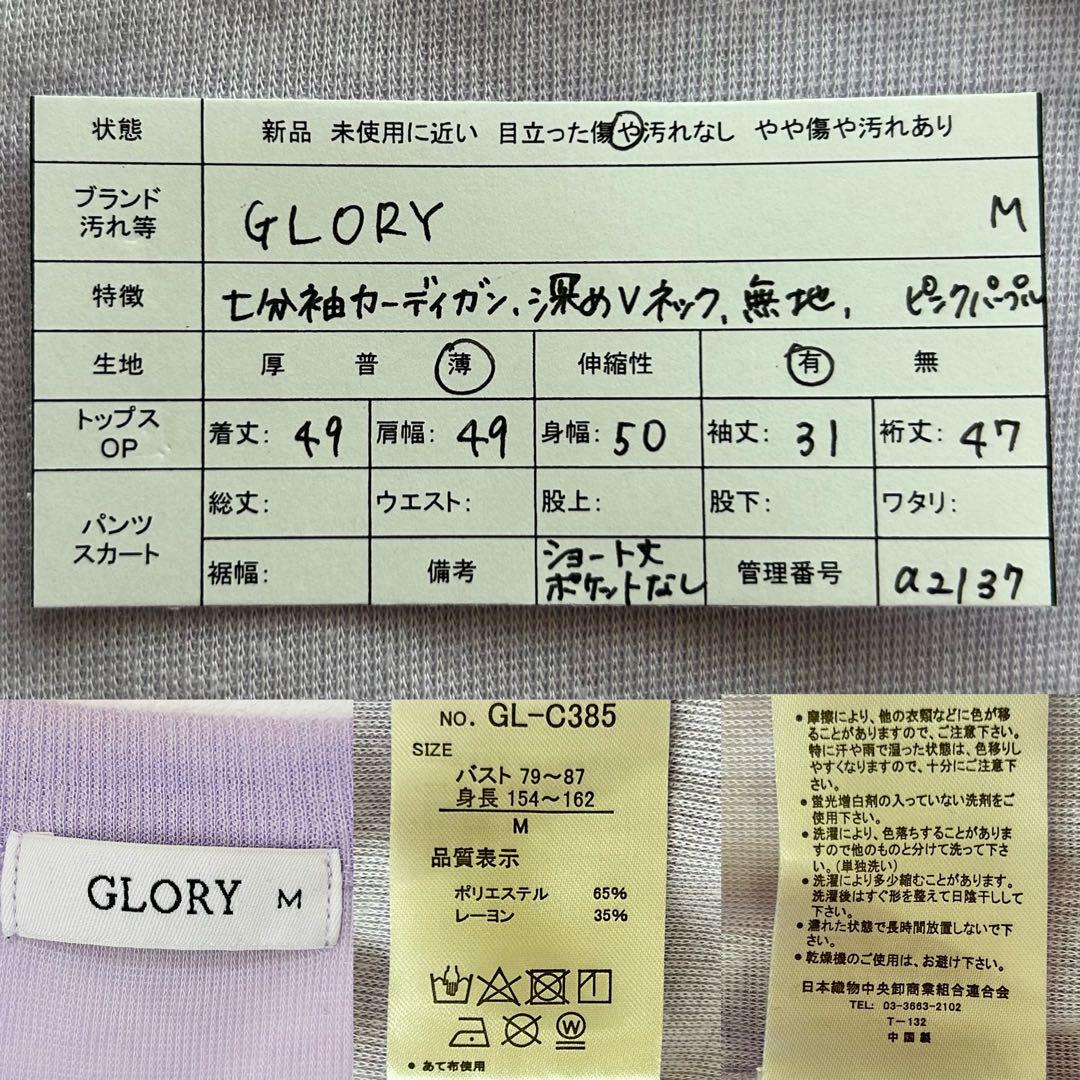 状態 新品 未使用に近い 目立った傷や汚れなし やや傷や汚れあり
ブランド
汚れ等
GLORY M
特徴 七分袖カーディガン、深めVネック、無地、 ピンクパープル
生地 厚 普 薄 伸縮性 有 無
トップス
OP
着丈: 49 肩幅: 49 身幅: 50 袖丈: 31 裄丈: 47
パンツ
スカート
総丈: ウエスト: 股上: 股下: ワタリ:
裾幅: 備考 ショート丈
ポケットなし
管理番号 a2137
GLORY M
NO. GL-C385
SIZE
バスト 79〜87
身長 154〜162
M
品質表示
ポリエステル 65%
レーヨン 35%
W
• あて布使用
• 摩擦により、他の衣類などに色が移
ることがありますので、ご注意下さい。
特に汗や雨で湿った状態は、色移りし
やすくなりますので、十分にご注意下
さい。
• 蛍光増白剤の入っていない洗剤をご
使用下さい。
• 洗濯により、色落ちすることがありま
すので他のものと分けて洗って下さ
い。(単独洗い)
• 洗濯により多少縮むことがあります。
洗濯後はすぐ形を整えて日陰干しして
下さい。
• 濡れた状態で長時間放置しないで下
さい。
• 乾燥機のご使用は、お避け下さい。
日本織物中央卸商業組合連合会
TEL: 03-3663-2102
T-132
中国製